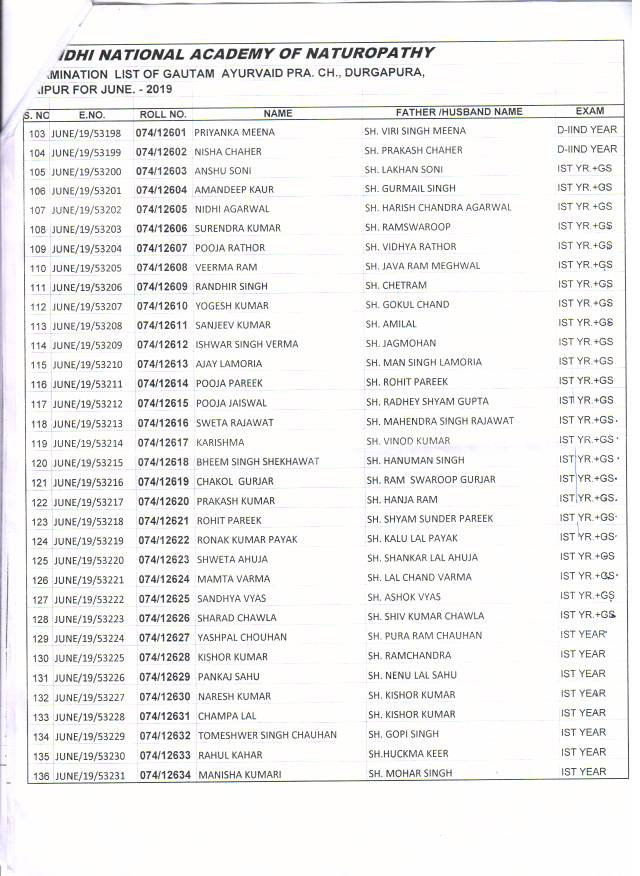 NDHI NATIONAL ACADEMY OF NATUROPATHY
AMINATION LIST OF GAUTAM AYURVAID PRA. CH., DURGAPURA,
IPUR FOR JUNE. - 2019
S. NO E.NO. ROLL NO. NAME FATHER /HUSBAND NAME EXAM
103 JUNE/19/53198 074/12601 PRIYANKA MEENA SH. VIRI SINGH MEENA D-IIND YEAR
104 JUNE/19/53199 074/12602 NISHA CHAHER SH. PRAKASH CHAHER D-IIND YEAR
105 JUNE/19/53200 074/12603 ANSHU SONI SH. LAKHAN SONI IST YR.+GS
106 JUNE/19/53201 074/12604 AMANDEEP KAUR SH. GURMAIL SINGH IST YR.+GS
107 JUNE/19/53202 074/12605 NIDHI AGARWAL SH. HARISH CHANDRA AGARWAL IST YR.+GS
108 JUNE/19/53203 074/12606 SURENDRA KUMAR SH. RAMSWAROOP IST YR.+GS
109 JUNE/19/53204 074/12607 POOJA RATHOR SH. VIDHYA RATHOR IST YR.+GS
110 JUNE/19/53205 074/12608 VEERMA RAM SH. JAVA RAM MEGHWAL IST YR.+GS
111 JUNE/19/53206 074/12609 RANDHIR SINGH SH. CHETRAM IST YR.+GS
112 JUNE/19/53207 074/12610 YOGESH KUMAR SH. GOKUL CHAND IST YR.+GS
113 JUNE/19/53208 074/12611 SANJEEV KUMAR SH. AMILAL IST YR.+GS
114 JUNE/19/53209 074/12612 ISHWAR SINGH VERMA SH. JAGMOHAN IST YR.+GS
115 JUNE/19/53210 074/12613 AJAY LAMORIA SH. MAN SINGH LAMORIA IST YR.+GS
116 JUNE/19/53211 074/12614 POOJA PAREEK SH. ROHIT PAREEK IST YR.+GS
117 JUNE/19/53212 074/12615 POOJA JAISWAL SH. RADHEY SHYAM GUPTA IST YR.+GS
118 JUNE/19/53213 074/12616 SWETA RAJAWAT SH. MAHENDRA SINGH RAJAWAT IST YR.+GS
119 JUNE/19/53214 074/12617 KARISHMA SH. VINOD KUMAR IST YR.+GS
120 JUNE/19/53215 074/12618 BHEEM SINGH SHEKHAWAT SH. HANUMAN SINGH IST YR.+GS
121 JUNE/19/53216 074/12619 CHAKOL GURJAR SH. RAM SWAROOP GURJAR IST YR.+GS
122 JUNE/19/53217 074/12620 PRAKASH KUMAR SH. HANJA RAM IST YR.+GS
123 JUNE/19/53218 074/12621 ROHIT PAREEK SH. SHYAM SUNDER PAREEK IST YR.+GS
124 JUNE/19/53219 074/12622 RONAK KUMAR PAYAK SH. KALU LAL PAYAK IST YR.+GS
125 JUNE/19/53220 074/12623 SHWETA AHUJA SH. SHANKAR LAL AHUJA IST YR.+GS
126 JUNE/19/53221 074/12624 MAMTA VARMA SH. LAL CHAND VARMA IST YR.+GS
127 JUNE/19/53222 074/12625 SANDHYA VYAS SH. ASHOK VYAS IST YR.+GS
128 JUNE/19/53223 074/12626 SHARAD CHAWLA SH. SHIV KUMAR CHAWLA IST YR.+GS
129 JUNE/19/53224 074/12627 YASHPAL CHOUHAN SH. PURA RAM CHAUHAN IST YEAR
130 JUNE/19/53225 074/12628 KISHOR KUMAR SH. RAMCHANDRA IST YEAR
131 JUNE/19/53226 074/12629 PANKAJ SAHU SH. NENU LAL SAHU IST YEAR
132 JUNE/19/53227 074/12630 NARESH KUMAR SH. KISHOR KUMAR IST YEAR
133 JUNE/19/53228 074/12631 CHAMPA LAL SH. KISHOR KUMAR IST YEAR
134 JUNE/19/53229 074/12632 TOMESHWER SINGH CHAUHAN SH. GOPI SINGH IST YEAR
135 JUNE/19/53230 074/12633 RAHUL KAHAR SH.HUCKMA KEER IST YEAR
136 JUNE/19/53231 074/12634 MANISHA KUMARI SH. MOHAR SINGH IST YEAR